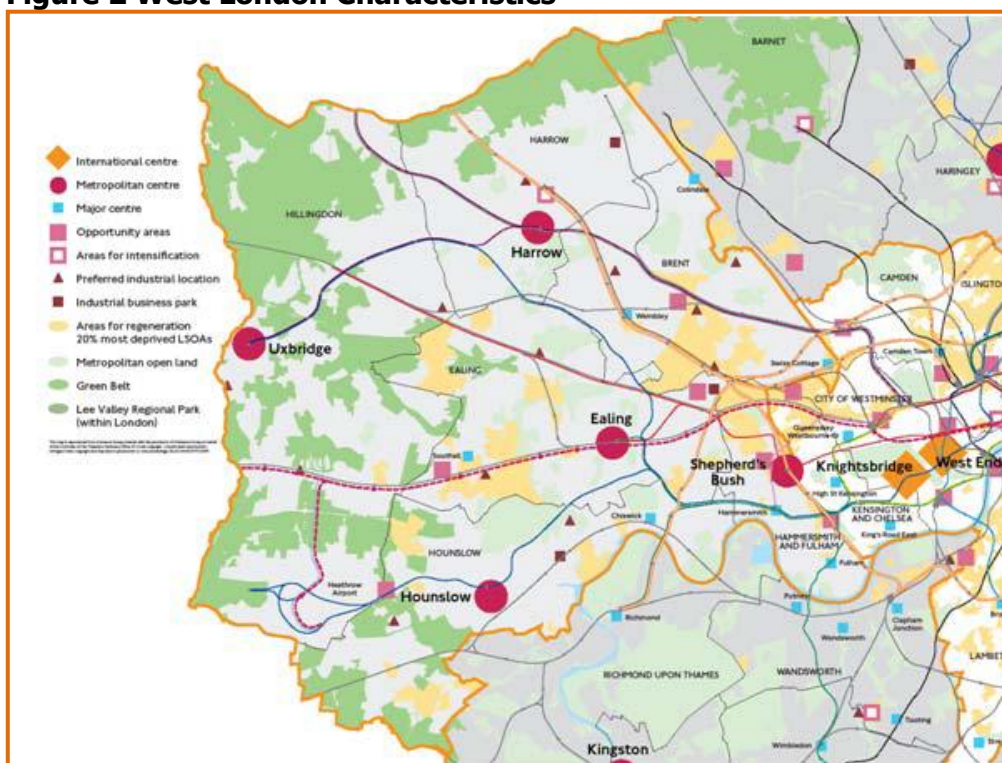 Figure 2 West London Characteristics
International centre
Metropolitan centre
Major centre
Opportunity areas
Areas for intensification
Preferred industrial location
Industrial business park
Areas for regeneration
20% most deprived LSOAs
Metropolitan open land
Green Belt
Lee Valley Regional Park
(within London)
BARNET
HARROW
HARINGEY
Colindale
HILLINGDON
Harrow
BRENT
CAMDEN
ISLINGTON
Wembley
Uxbridge
Swiss Cottage
Camden Town
EALING
CITY OF WESTMINSTER
Ealing
Queensway
Westbourne G
Southall
Shepherd's
Bush
Knightsbridge
West End
High St Kensington
Chiswick
Hammersmith
KENSINGTON
AND CHELSEA
King's Road East
HOUNSLOW
HAMMERSMITH
AND FULHAM
Fulham
Heathrow
Airport
Hounslow
Richmond
Putney
Clapham
Junction
Wandsworth
LAMBET
RICHMOND UPON THAMES
WANDSWORTH
Tooting
Wimbledon
Kingston